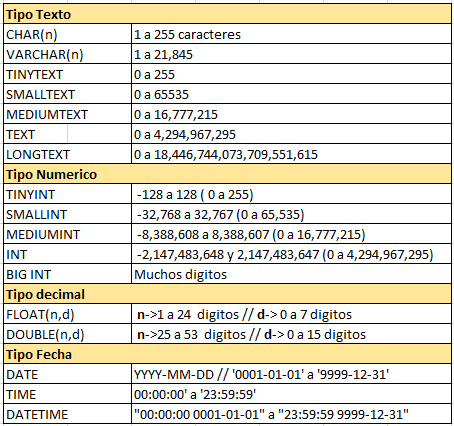 Tipo Texto
CHAR(n) 1 a 255 caracteres
VARCHAR(n) 1 a 21,845
TINYTEXT 0 a 255
SMALLTEXT 0 a 65535
MEDIUMTEXT 0 a 16,777,215
TEXT 0 a 4,294,967,295
LONGTEXT 0 a 18,446,744,073,709,551,615
Tipo Numerico
TINYINT -128 a 128 ( 0 a 255)
SMALLINT -32,768 a 32,767 (0 a 65,535)
MEDIUMINT -8,388,608 a 8,388,607 (0 a 16,777,215)
INT -2,147,483,648 y 2,147,483,647 (0 a 4,294,967,295)
BIG INT Muchos digitos
Tipo decimal
FLOAT(n,d) n->1 a 24 digitos // d-> 0 a 7 digitos
DOUBLE(n,d) n->25 a 53 digitos // d-> 0 a 15 digitos
Tipo Fecha
DATE YYYY-MM-DD // '0001-01-01' a '9999-12-31'
TIME 00:00:00' a '23:59:59'
DATETIME "00:00:00 0001-01-01" a "23:59:59 9999-12-31"